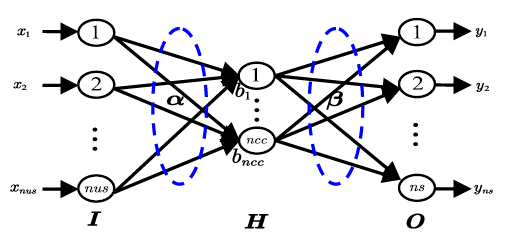 x₁ 1 1 y₁
α b₁ 1 β
x₂ 2 2 y₂
⋮ ⋮ ⋮
b_ncc ncc
x_nus nus ns y_ns
I H O